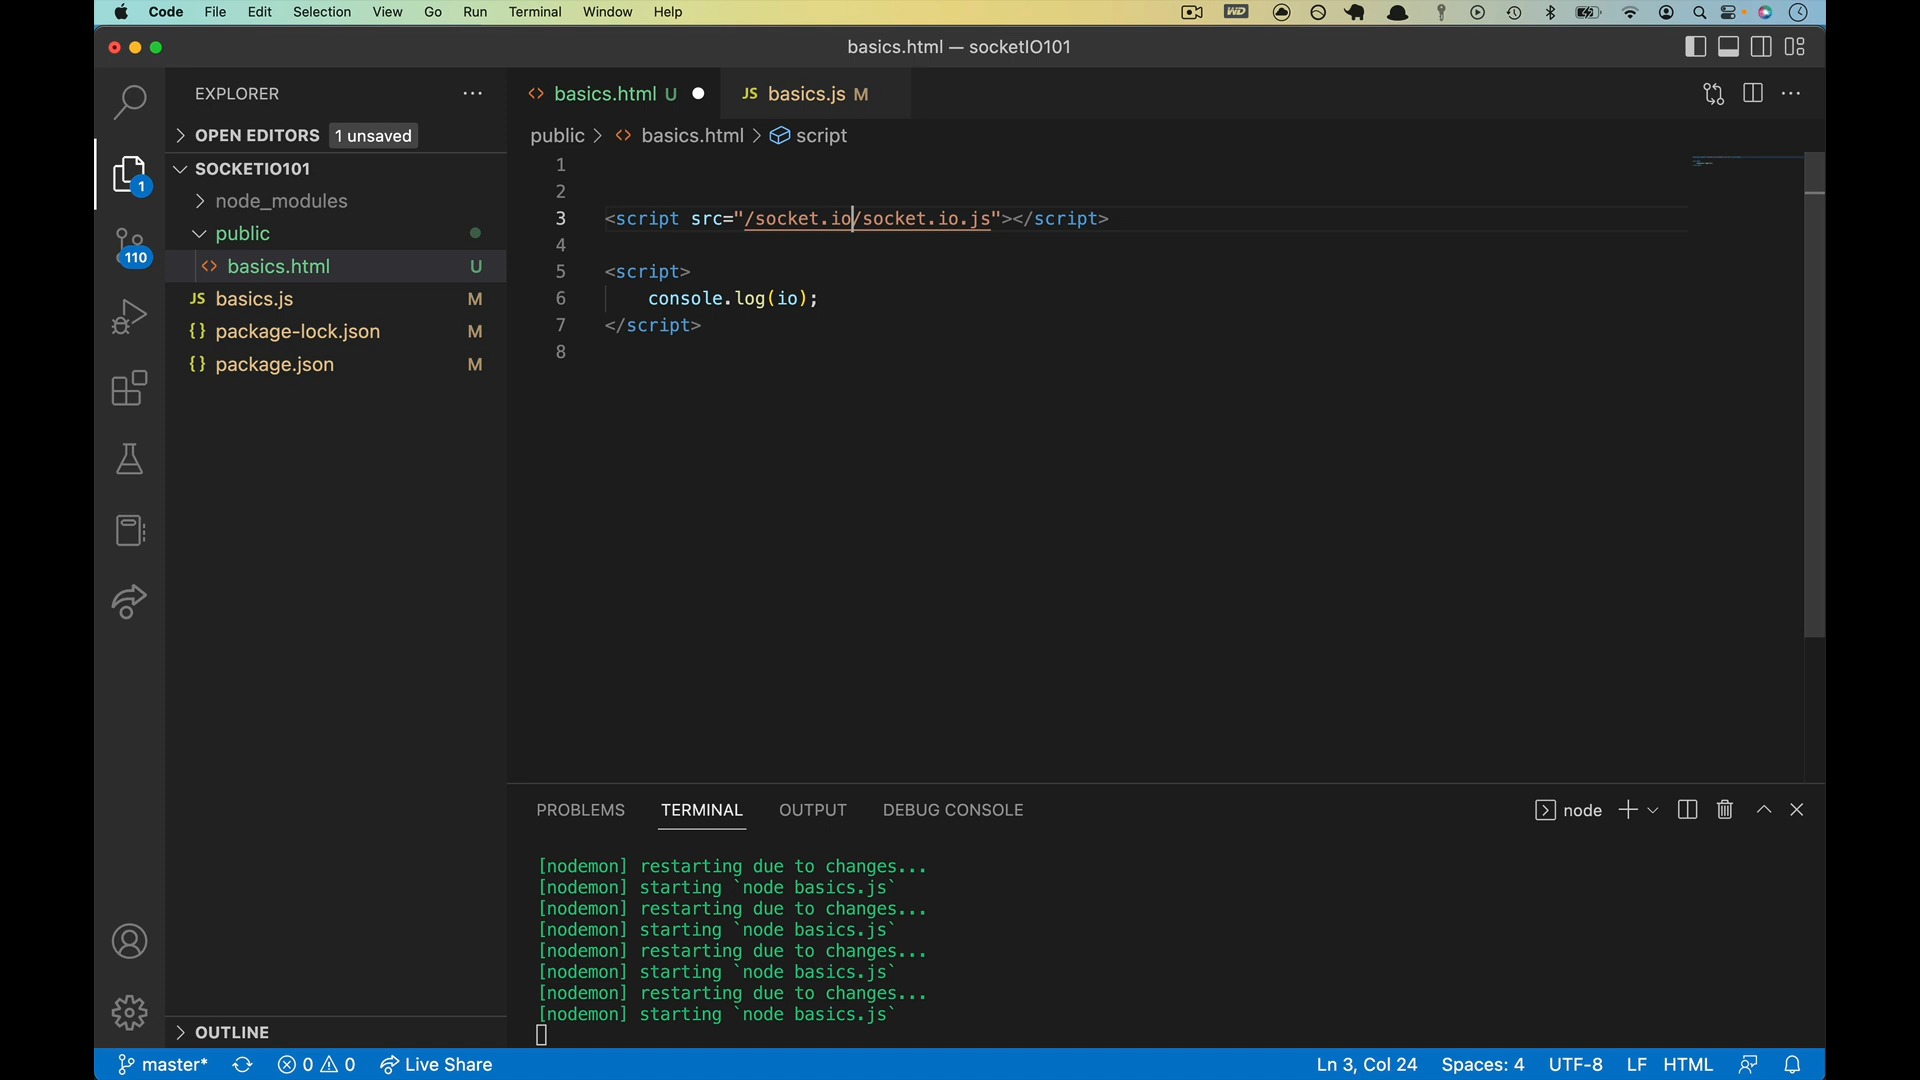 Code File Edit Selection View Go Run Terminal Window Help
WD
basics.html — socketIO101
EXPLORER
basics.html U
JS basics.js M
OPEN EDITORS 1 unsaved
public > basics.html > script
SOCKETIO101
node_modules
public
basics.html U
JS basics.js M
{} package-lock.json M
{} package.json M
1
110
1
2
3 <script src="/socket.io/socket.io.js"></script>
4
5 <script>
6 console.log(io);
7 </script>
8
PROBLEMS TERMINAL OUTPUT DEBUG CONSOLE
node
[nodemon] restarting due to changes...
[nodemon] starting `node basics.js`
[nodemon] restarting due to changes...
[nodemon] starting `node basics.js`
[nodemon] restarting due to changes...
[nodemon] starting `node basics.js`
[nodemon] restarting due to changes...
[nodemon] starting `node basics.js`
OUTLINE
master* 0 0 Live Share
Ln 3, Col 24 Spaces: 4 UTF-8 LF HTML